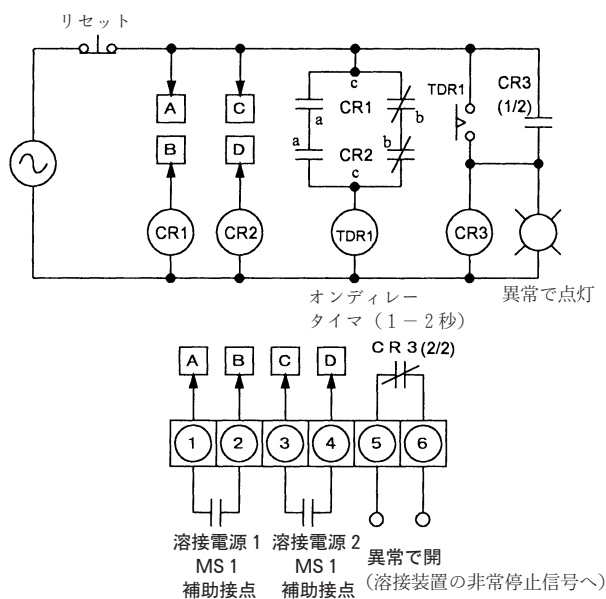 リセット
A
C
B
D
CR1
CR2
c
CR1
a
b
a
b
CR2
c
TDR1
TDR1
CR3
(1/2)
CR3
オンディレー
タイマ（1－2秒）
異常で点灯
A
B
C
D
CR3(2/2)
1
2
3
4
5
6
溶接電源1
MS1
補助接点
溶接電源2
MS1
補助接点
異常で開
（溶接装置の非常停止信号へ）